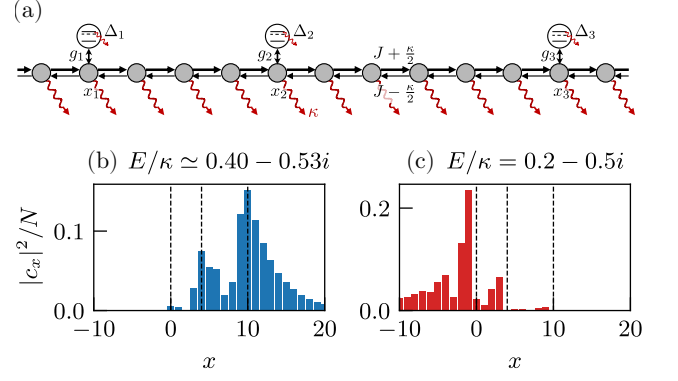 (a)
Δ₁ Δ₂ Δ₃
g₁ g₂ J + κ/2 g₃
x₁ x₂ J − κ/2 x₃
κ
(b) E/κ ≃ 0.40 − 0.53i (c) E/κ = 0.2 − 0.5i
|cₓ|²/N
0.1
0.0
−10 0 10 20
x
0.2
0.0
−10 0 10 20
x